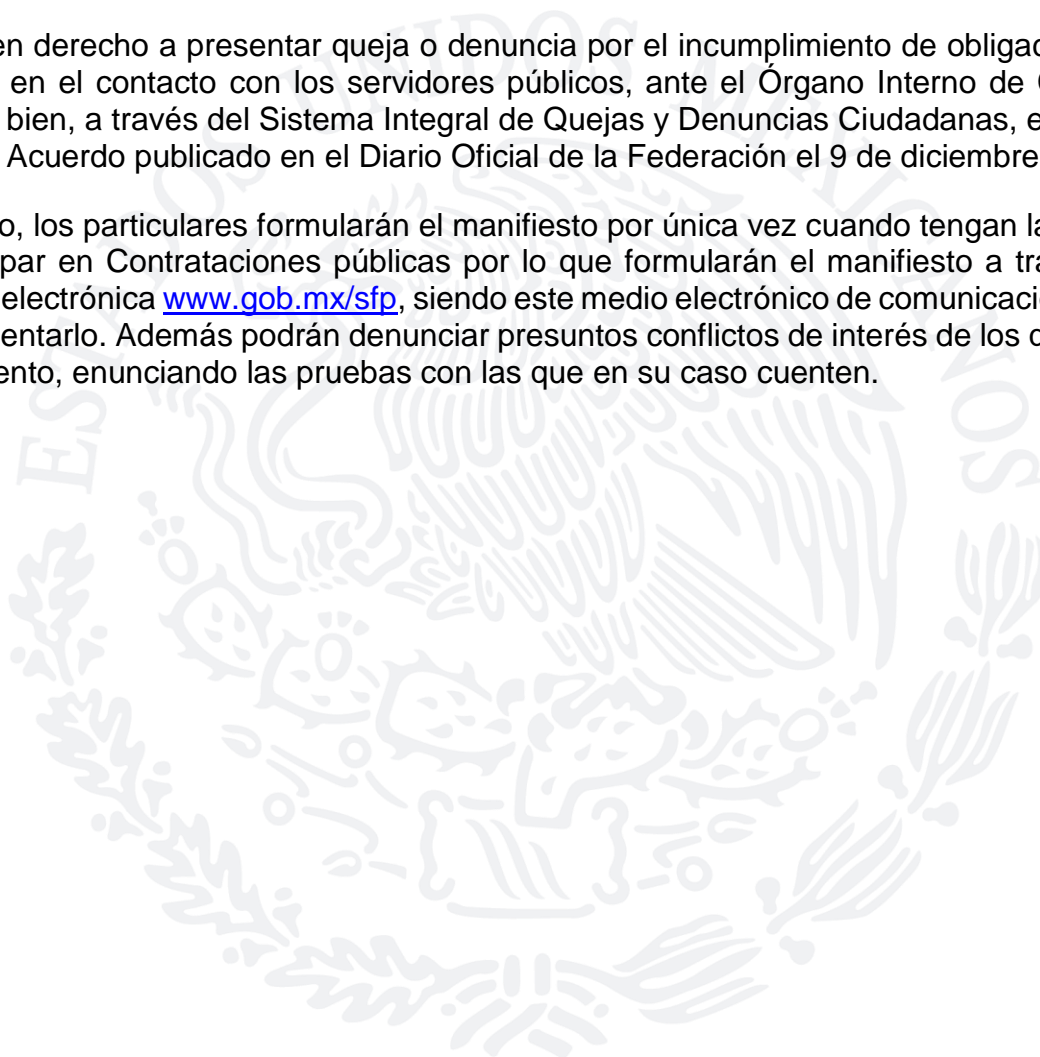 en derecho a presentar queja o denuncia por el incumplimiento de obligac
en el contacto con los servidores públicos, ante el Órgano Interno de
bien, a través del Sistema Integral de Quejas y Denuncias Ciudadanas, e
Acuerdo publicado en el Diario Oficial de la Federación el 9 de diciembre
o, los particulares formularán el manifiesto por única vez cuando tengan la
par en Contrataciones públicas por lo que formularán el manifiesto a tra
electrónica www.gob.mx/sfp, siendo este medio electrónico de comunicaci
entarlo. Además podrán denunciar presuntos conflictos de interés de los
ento, enunciando las pruebas con las que en su caso cuenten.
ESTADOS UNIDOS MEXICANOS